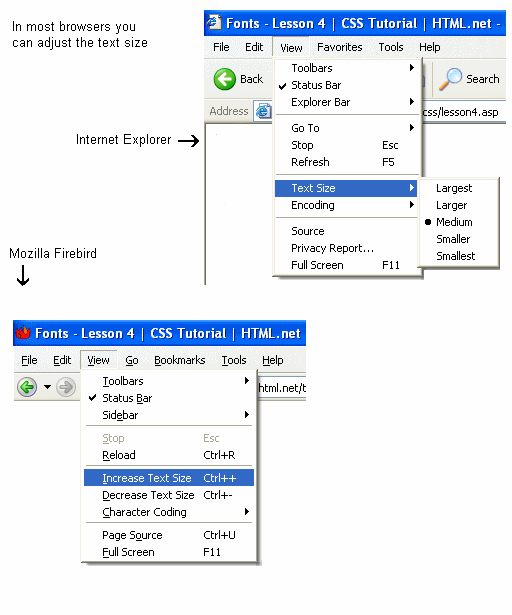 In most browsers you
can adjust the text size
Fonts - Lesson 4 | CSS Tutorial | HTML.net -
File Edit View Favorites Tools Help
Back
Search
Address
css/lesson4.asp
Toolbars
Status Bar
Explorer Bar
Go To
Stop Esc
Refresh F5
Text Size
Encoding
Source
Privacy Report...
Full Screen F11
Largest
Larger
Medium
Smaller
Smallest
Internet Explorer
Mozilla Firebird
Fonts - Lesson 4 | CSS Tutorial | HTML.net
File Edit View Go Bookmarks Tools Help
html.net/t
Toolbars
Status Bar
Sidebar
Stop Esc
Reload Ctrl+R
Increase Text Size Ctrl++
Decrease Text Size Ctrl+-
Character Coding
Page Source Ctrl+U
Full Screen F11